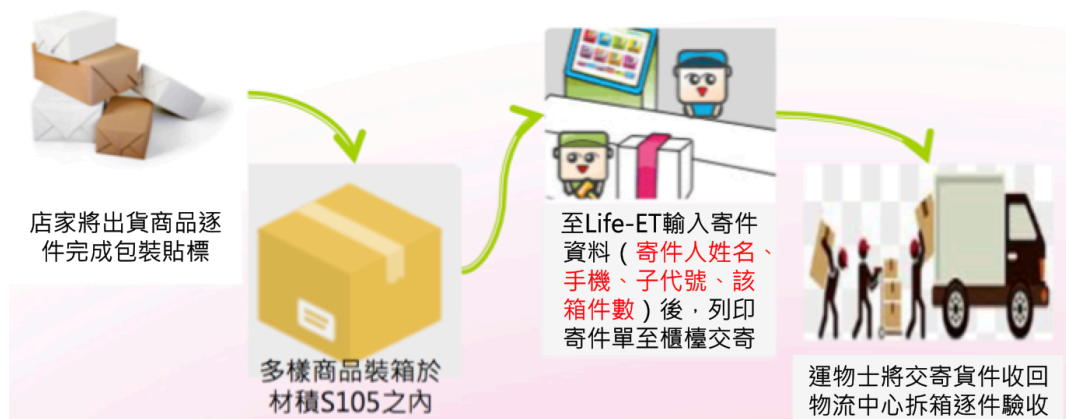 店家將出貨商品逐
件完成包裝貼標
多樣商品裝箱於
材積S105之內
至Life-ET輸入寄件
資料（寄件人姓名、
手機、子代號、該
箱件數）後，列印
寄件單至櫃檯交寄
運物士將交寄貨件收回
物流中心拆箱逐件驗收